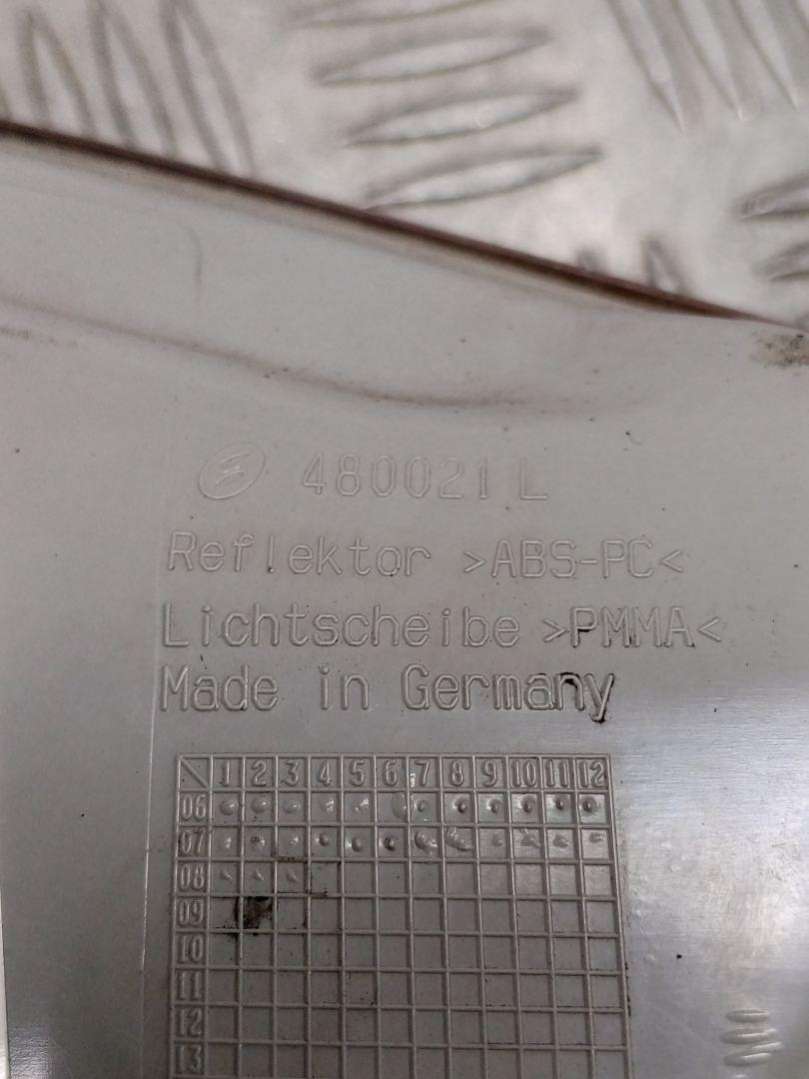 480021 L
Reflektor >ABS-PC<
Lichtscheibe >PMMA<
Made in Germany
1 2 3 4 5 6 7 8 9 10 11 12
06
07
08
09
10
11
12
13